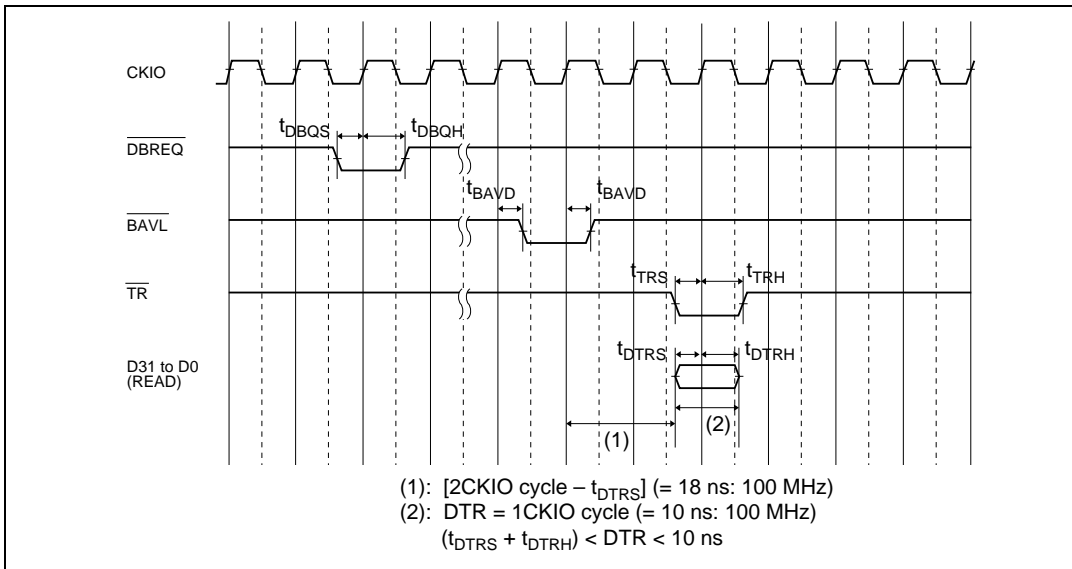 CKIO
tDBQS tDBQH
DBREQ
tBAVD tBAVD
BAVL
tTRS tTRH
TR
tDTRS tDTRH
D31 to D0
(READ)
(1) (2)
(1): [2CKIO cycle – tDTRS] (= 18 ns: 100 MHz)
(2): DTR = 1CKIO cycle (= 10 ns: 100 MHz)
(tDTRS + tDTRH) < DTR < 10 ns